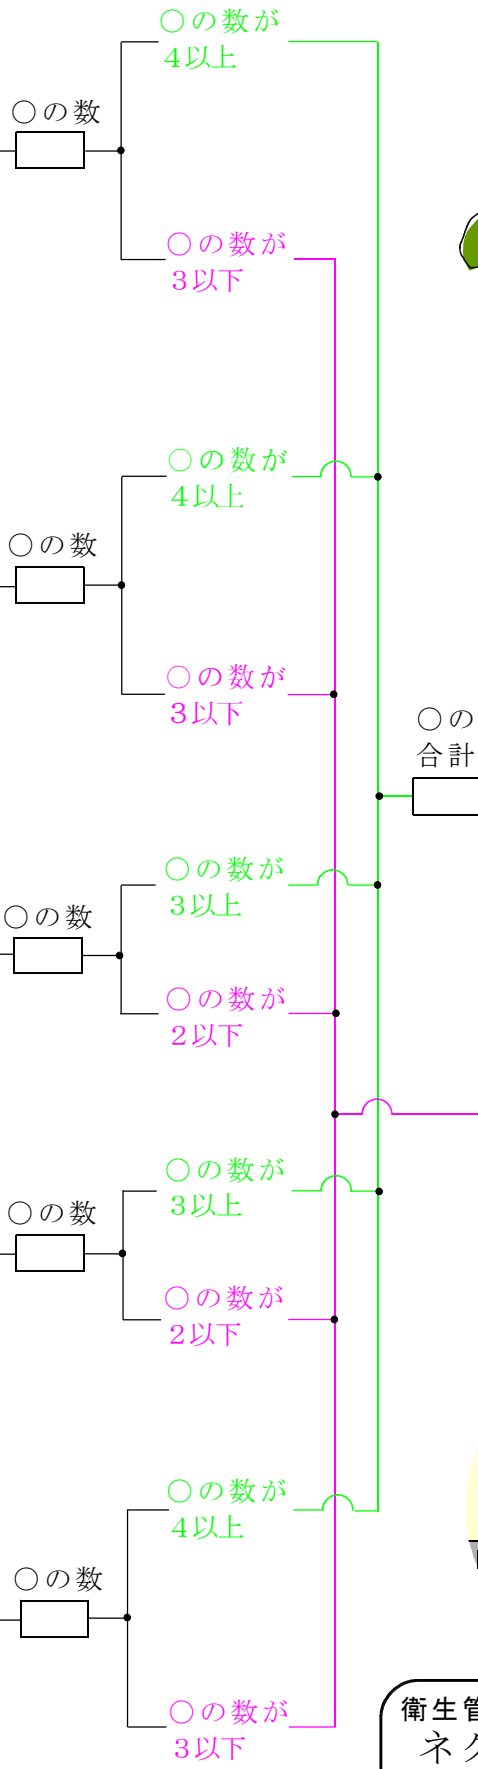 ○の数が
4以上
○の数
○の数が
3以下
○の数が
4以上
○の数
○の数が
3以下
○の
合計
○の数が
3以上
○の数
○の数が
2以下
○の数が
3以上
○の数
○の数が
2以下
○の数が
4以上
○の数
○の数が
3以下
衛生管
ネク